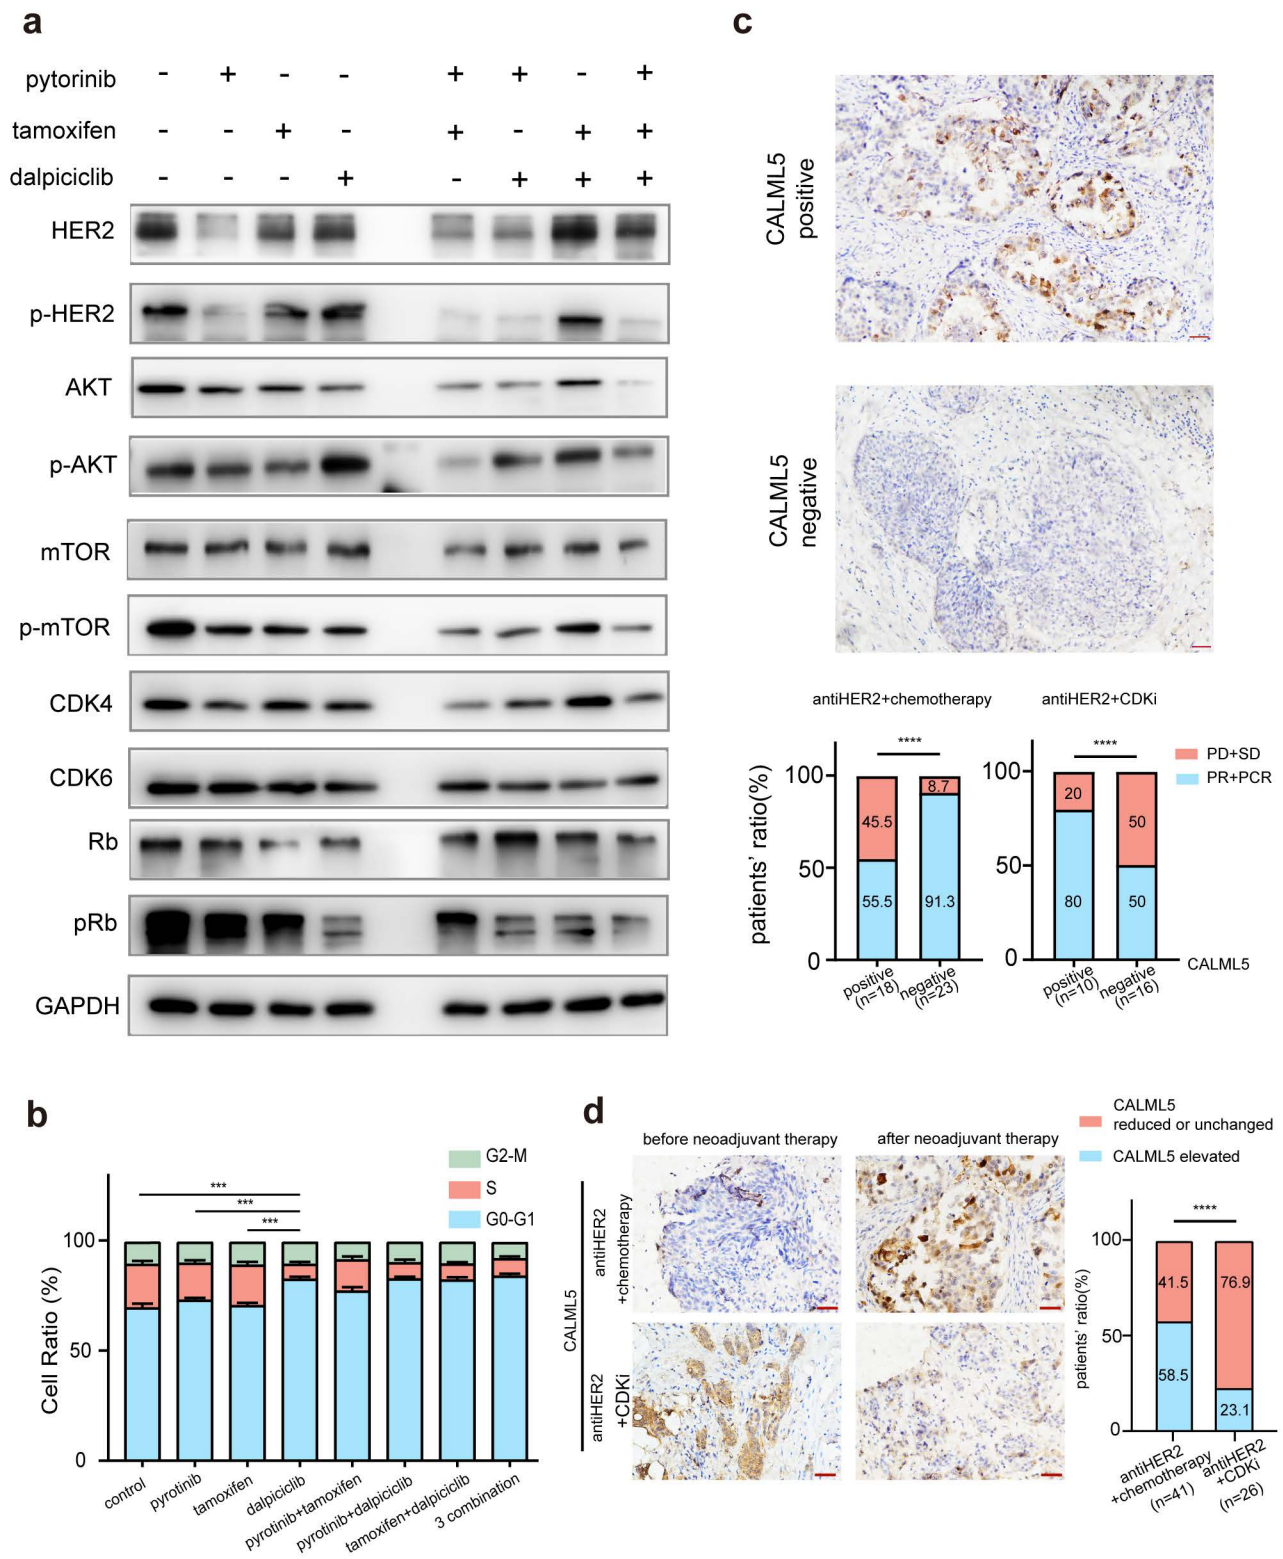 a
pytorinib - + - - + + - +
tamoxifen - - + - + - + +
dalpiciclib - - - + - + + +
HER2
p-HER2
AKT
p-AKT
mTOR
p-mTOR
CDK4
CDK6
Rb
pRb
GAPDH
b
G2-M
S
G0-G1
***
***
***
Cell Ratio (%)
100
50
0
control
pyrotinib
tamoxifen
dalpiciclib
pyrotinib+tamoxifen
pyrotinib+dalpiciclib
tamoxifen+dalpiciclib
3 combination
c
CALML5
positive
CALML5
negative
antiHER2+chemotherapy
antiHER2+CDKi
PD+SD
PR+PCR
patients’ ratio(%)
100
50
0
****
45.5
8.7
55.5
91.3
positive
(n=18)
negative
(n=23)
100
50
0
****
20
50
80
50
positive
(n=10)
negative
(n=16)
CALML5
d
before neoadjuvant therapy
after neoadjuvant therapy
CALML5
antiHER2
+chemotherapy
antiHER2
+CDKi
CALML5
reduced or unchanged
CALML5 elevated
patients’ ratio(%)
100
50
0
****
41.5
76.9
58.5
23.1
antiHER2
+chemotherapy
(n=41)
antiHER2
+CDKi
(n=26)